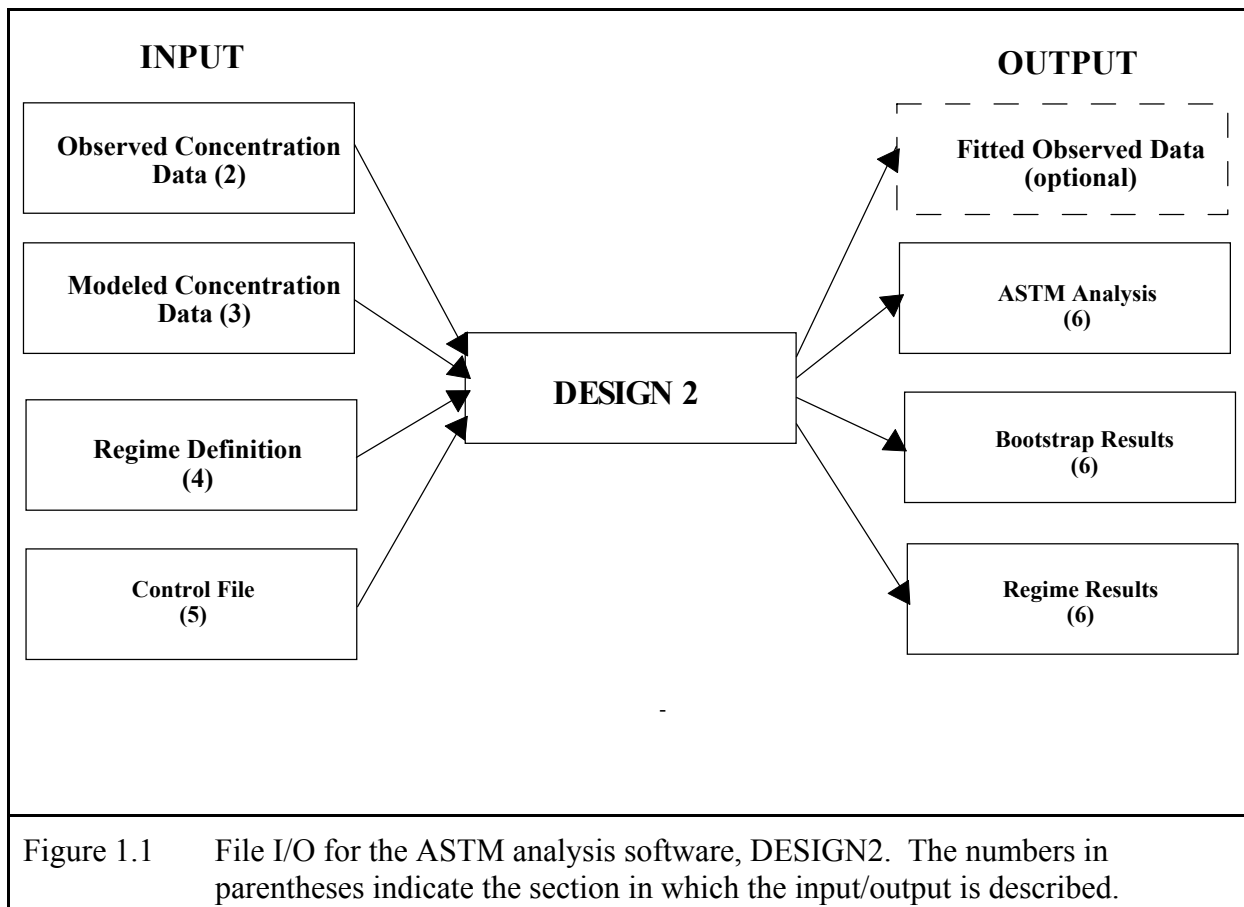 INPUT
Observed Concentration
Data (2)
Modeled Concentration
Data (3)
Regime Definition
(4)
Control File
(5)
DESIGN 2
OUTPUT
Fitted Observed Data
(optional)
ASTM Analysis
(6)
Bootstrap Results
(6)
Regime Results
(6)
-
Figure 1.1 File I/O for the ASTM analysis software, DESIGN2. The numbers in
parentheses indicate the section in which the input/output is described.